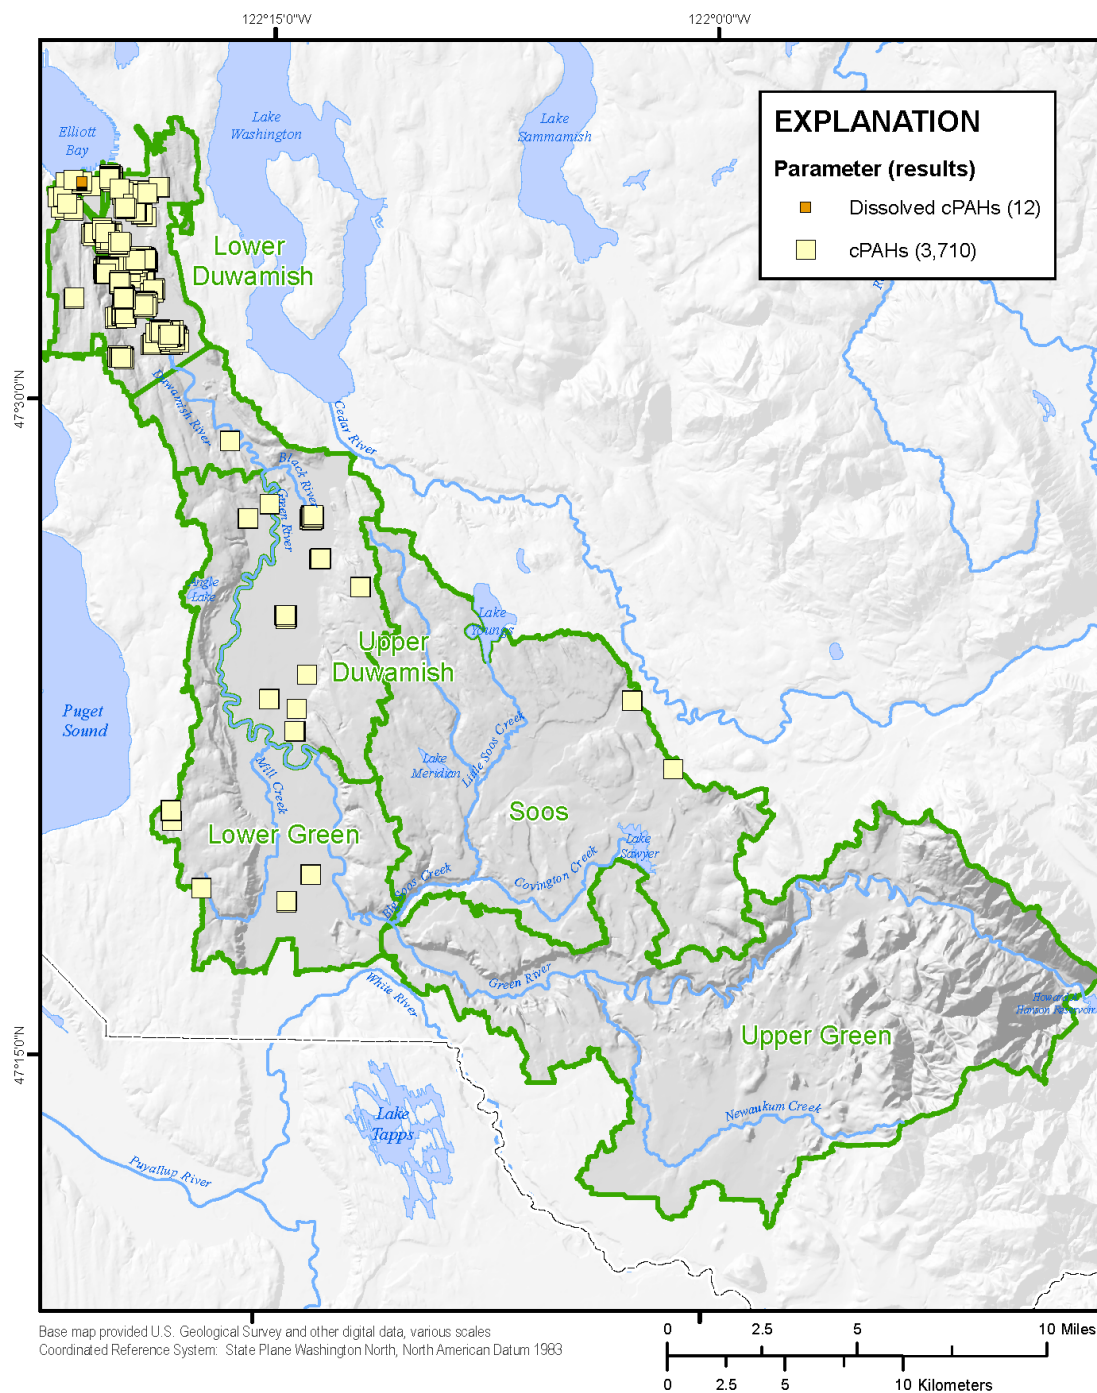 122°15'0"W
122°0'0"W
EXPLANATION
Parameter (results)
Dissolved cPAHs (12)
cPAHs (3,710)
Elliott
Bay
Lake
Washington
Lake
Sammamish
Lower
Duwamish
47°30'0"N
Duwamish River
Cedar River
Black River
Green River
Angle
Lake
Lake
Youngs
Upper
Duwamish
Puget
Sound
Lake
Meridian
Little Soos Creek
Mill Creek
Soos
Lower Green
Lake
Sawyer
Covington Creek
Big Soos Creek
Green River
White River
Howard
Hanson Reservoir
Upper Green
47°15'0"N
Newaukum Creek
Lake
Tapps
Puyallup River
Base map provided U.S. Geological Survey and other digital data, various scales
Coordinated Reference System: State Plane Washington North, North American Datum 1983
0 2.5 5 10 Miles
0 2.5 5 10 Kilometers